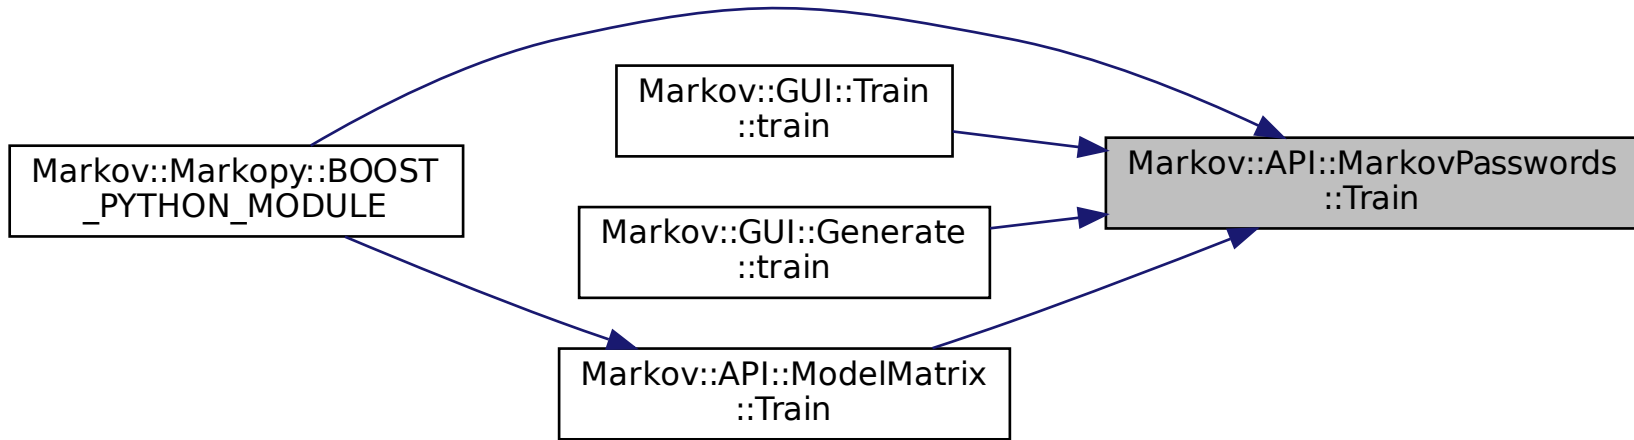 Markov::Markopy::BOOST
_PYTHON_MODULE
Markov::GUI::Train
::train
Markov::GUI::Generate
::train
Markov::API::ModelMatrix
::Train
Markov::API::MarkovPasswords
::Train